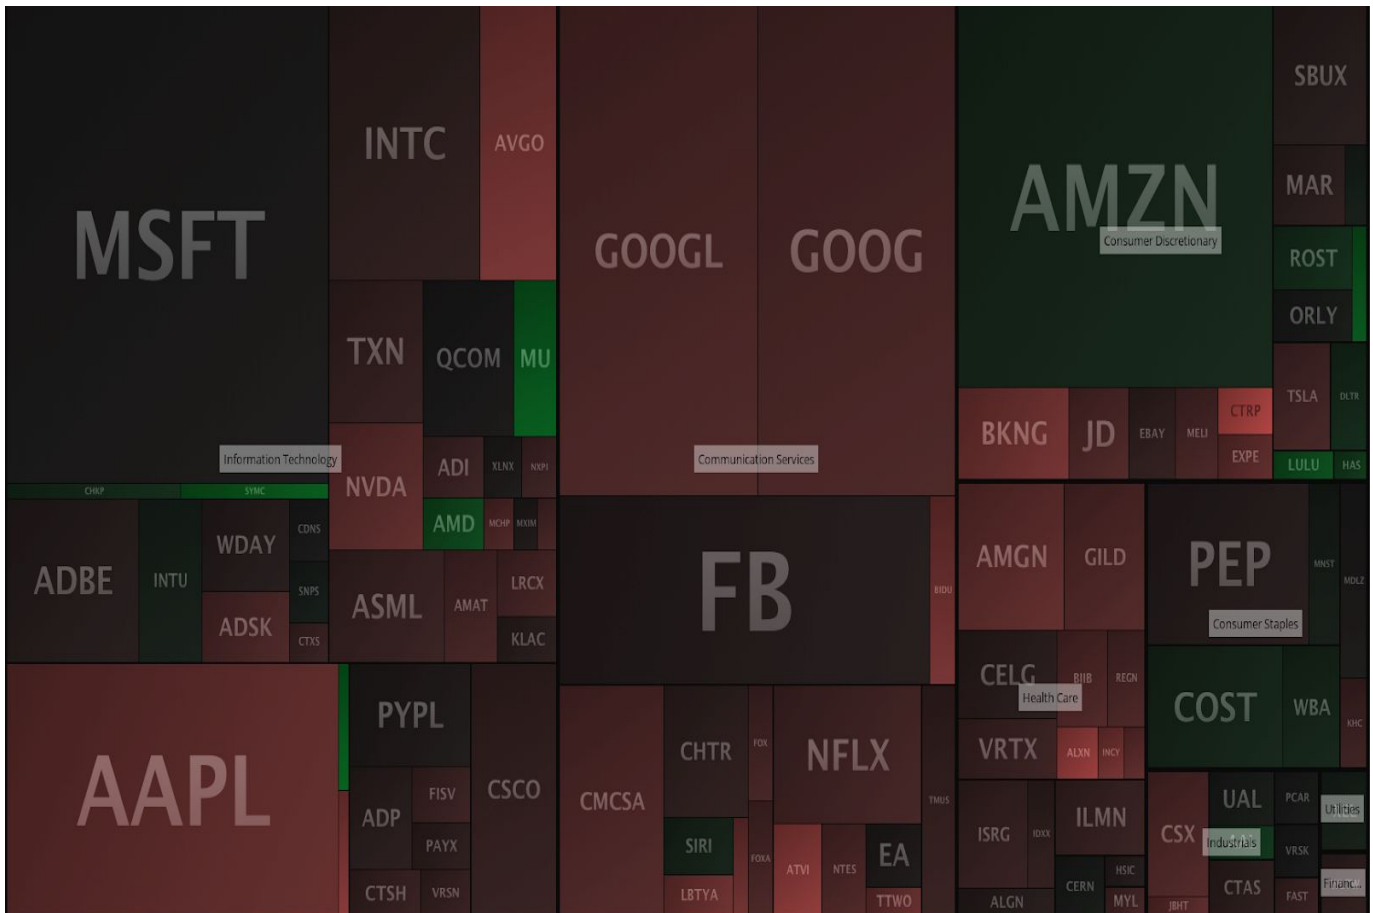 MSFT
INTC
AVGO
TXN
QCOM
MU
NVDA
ADI
XLNX
NXPI
AMD
MCHP
MXIM
Information Technology
CHKP
SYMC
ADBE
INTU
WDAY
CDNS
SNPS
ADSK
CTXS
ASML
AMAT
LRCX
KLAC
AAPL
PYPL
ADP
FISV
PAYX
CTSH
VRSN
CSCO
GOOGL
GOOG
Communication Services
FB
BIDU
CMCSA
CHTR
FOX
NFLX
TMUS
SIRI
FOXA
LBTYA
ATVI
NTES
EA
TTWO
AMZN
Consumer Discretionary
SBUX
MAR
ROST
ORLY
TSLA
DLTR
LULU
HAS
BKNG
JD
EBAY
MELI
CTRP
EXPE
AMGN
GILD
CELG
BIIB
REGN
Health Care
VRTX
ALXN
INCY
ISRG
IDXX
ILMN
ALGN
CERN
HSIC
MYL
PEP
MNST
MDLZ
Consumer Staples
COST
WBA
KHC
CSX
UAL
PCAR
Industrials
VRSK
CTAS
FAST
JBHT
Utilities
Financ...